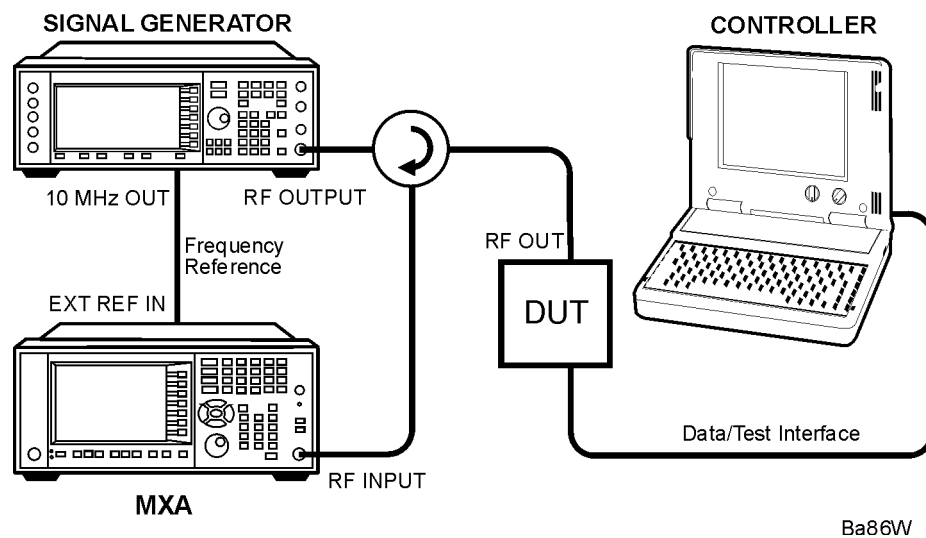 SIGNAL GENERATOR
CONTROLLER
10 MHz OUT
RF OUTPUT
Frequency
Reference
RF OUT
EXT REF IN
DUT
Data/Test Interface
RF INPUT
MXA
Ba86W